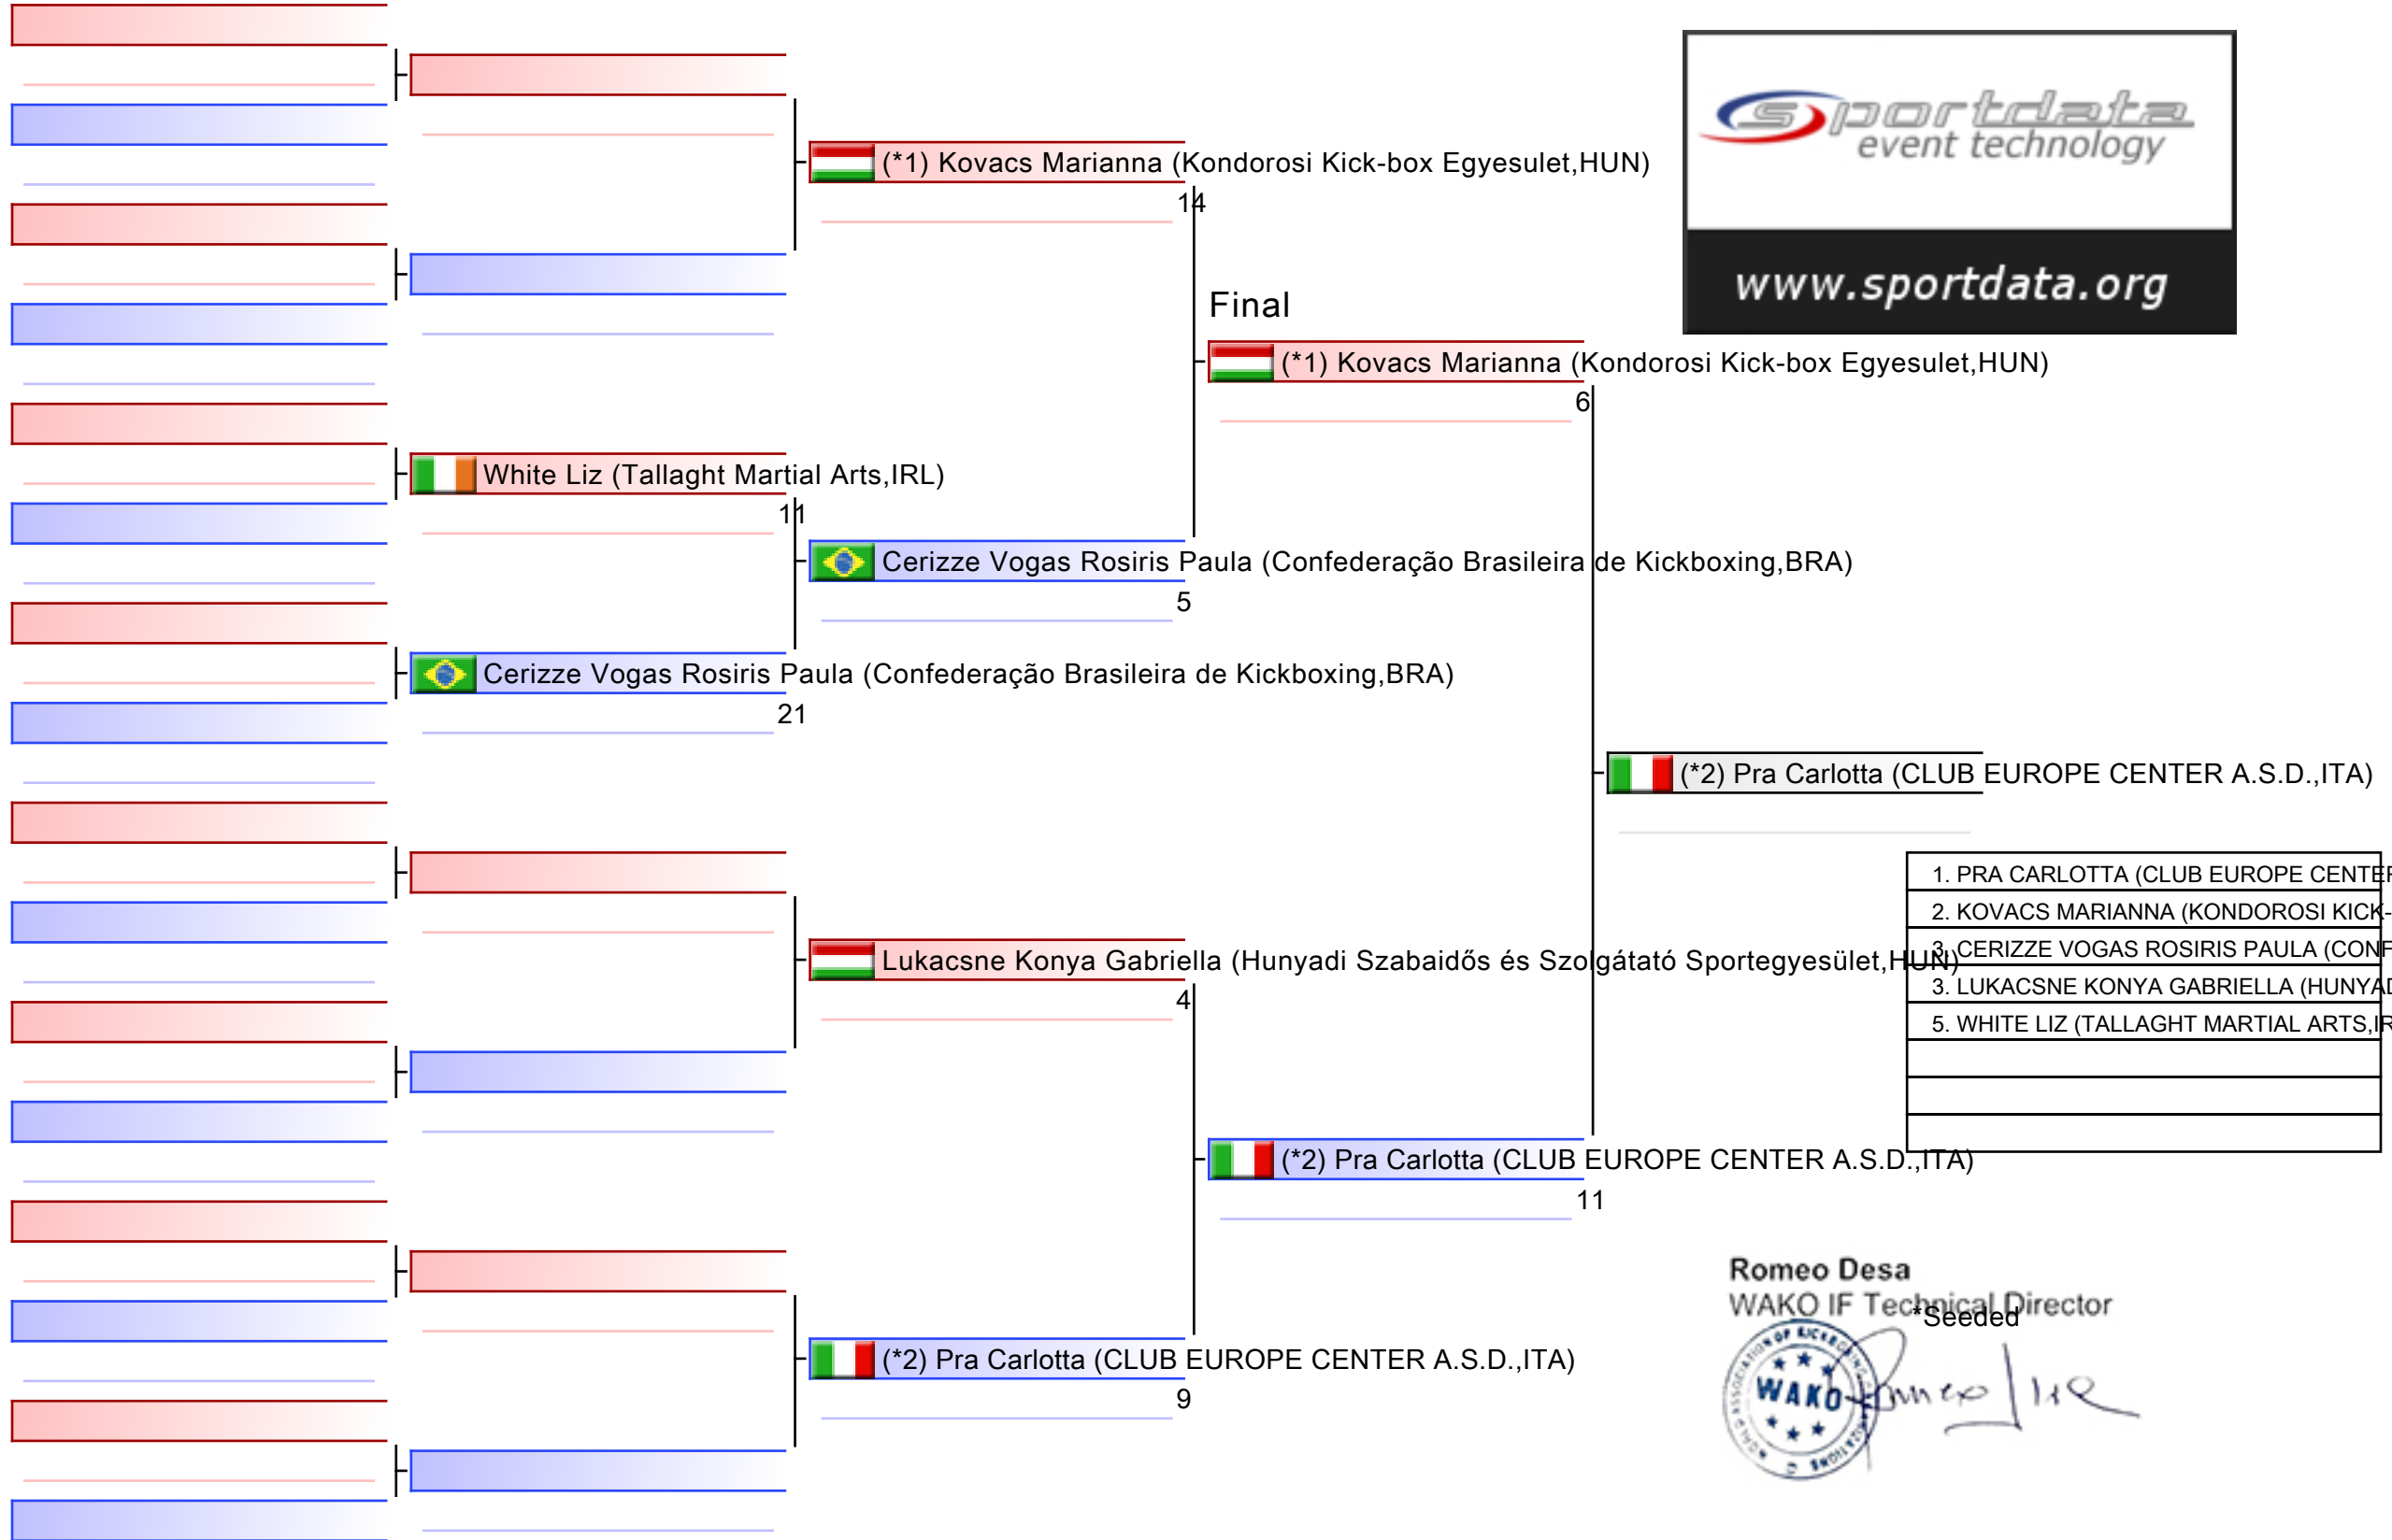 sportdata
event technology
www.sportdata.org
(*1) Kovacs Marianna (Kondorosi Kick-box Egyesulet,HUN)
14
Final
(*1) Kovacs Marianna (Kondorosi Kick-box Egyesulet,HUN)
6
White Liz (Tallaght Martial Arts,IRL)
11
Cerizze Vogas Rosiris Paula (Confederação Brasileira de Kickboxing,BRA)
5
Cerizze Vogas Rosiris Paula (Confederação Brasileira de Kickboxing,BRA)
21
(*2) Pra Carlotta (CLUB EUROPE CENTER A.S.D.,ITA)
1. PRA CARLOTTA (CLUB EUROPE CENTER
2. KOVACS MARIANNA (KONDOROSI KICK-
3. CERIZZE VOGAS ROSIRIS PAULA (CONF
3. LUKACSNE KONYA GABRIELLA (HUNYAD
5. WHITE LIZ (TALLAGHT MARTIAL ARTS,IR
Lukacsne Konya Gabriella (Hunyadi Szabaidős és Szolgátató Sportegyesület,HUN)
4
(*2) Pra Carlotta (CLUB EUROPE CENTER A.S.D.,ITA)
11
(*2) Pra Carlotta (CLUB EUROPE CENTER A.S.D.,ITA)
9
Romeo Desa
WAKO IF Technical Director
*Seeded
WORLD ASSOCIATION OF KICKBOXING ORGANIZATIONS
WAKO